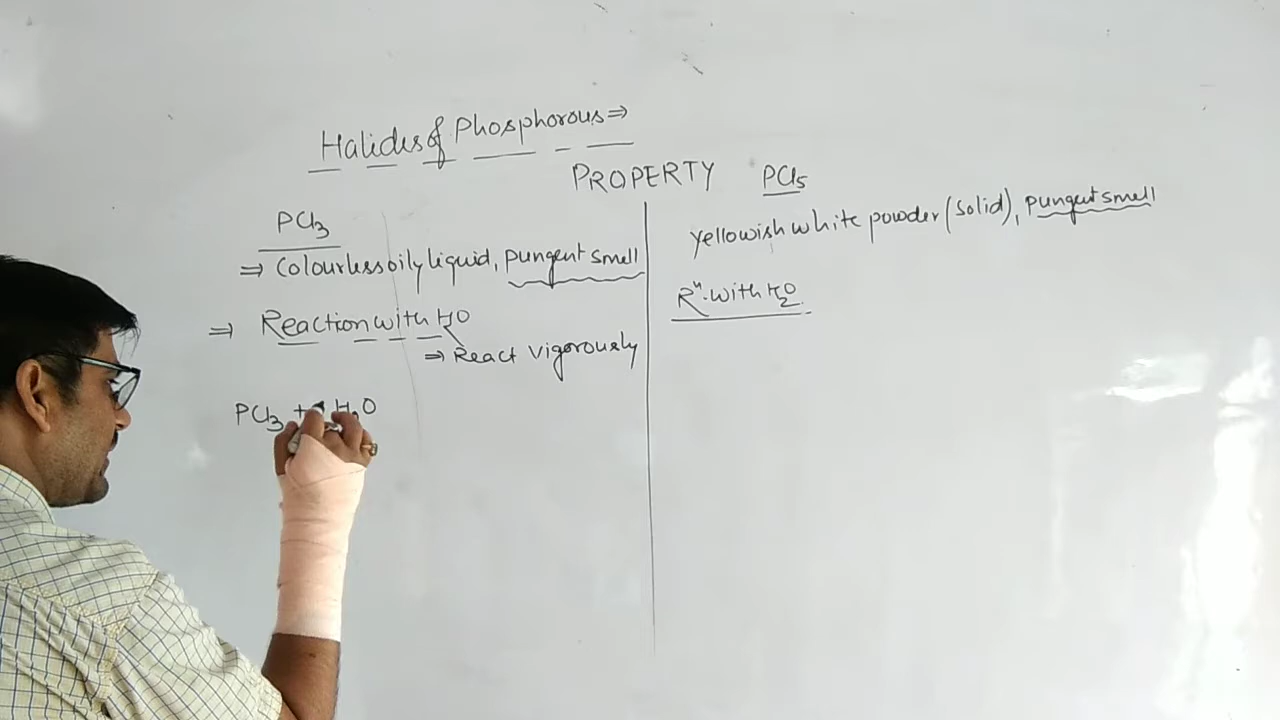 Halides of Phosphorous ⇒
PROPERTY
PCl3
⇒ Colourless oily liquid, pungent smell
⇒ Reaction with H2O
⇒ React vigorously
PCl3 + H2O
PCl5
Yellowish white powder (Solid), pungent smell
Rn. with H2O